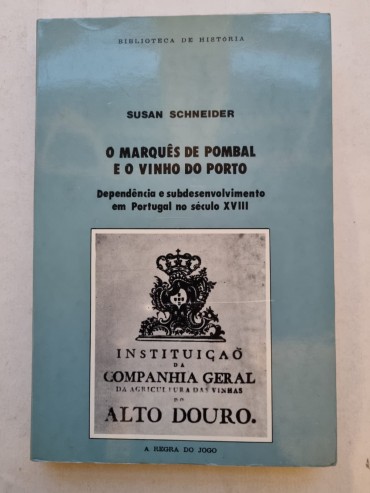 BIBLIOTECA DE HISTÓRIA
SUSAN SCHNEIDER
O MARQUÊS DE POMBAL
E O VINHO DO PORTO
Dependência e subdesenvolvimento
em Portugal no século XVIII
INSTITUIÇAÕ
DA
COMPANHIA GERAL
DA AGRICULTURA DAS VINHAS
DO
ALTO DOURO.
A REGRA DO JOGO